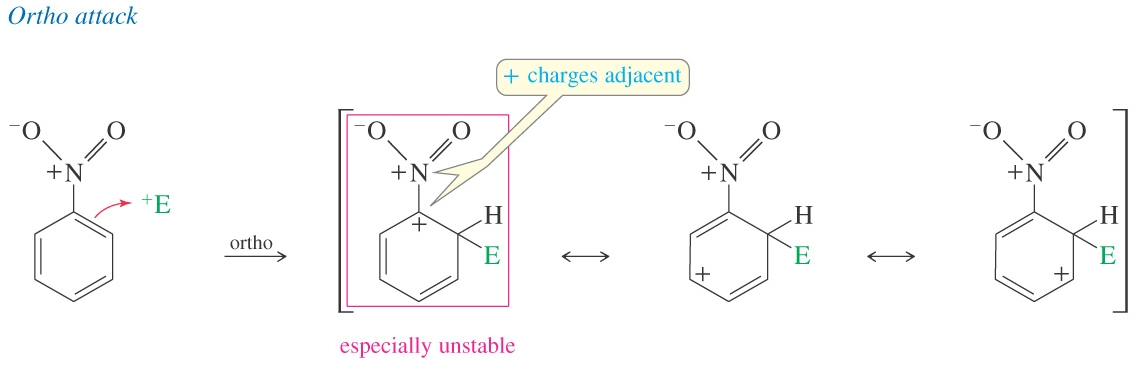 Ortho attack
+ charges adjacent
⁻O O ⁻O O ⁻O O ⁻O O
+N ⁺E +N +N +N
H H H
ortho + E E E
+ +
especially unstable